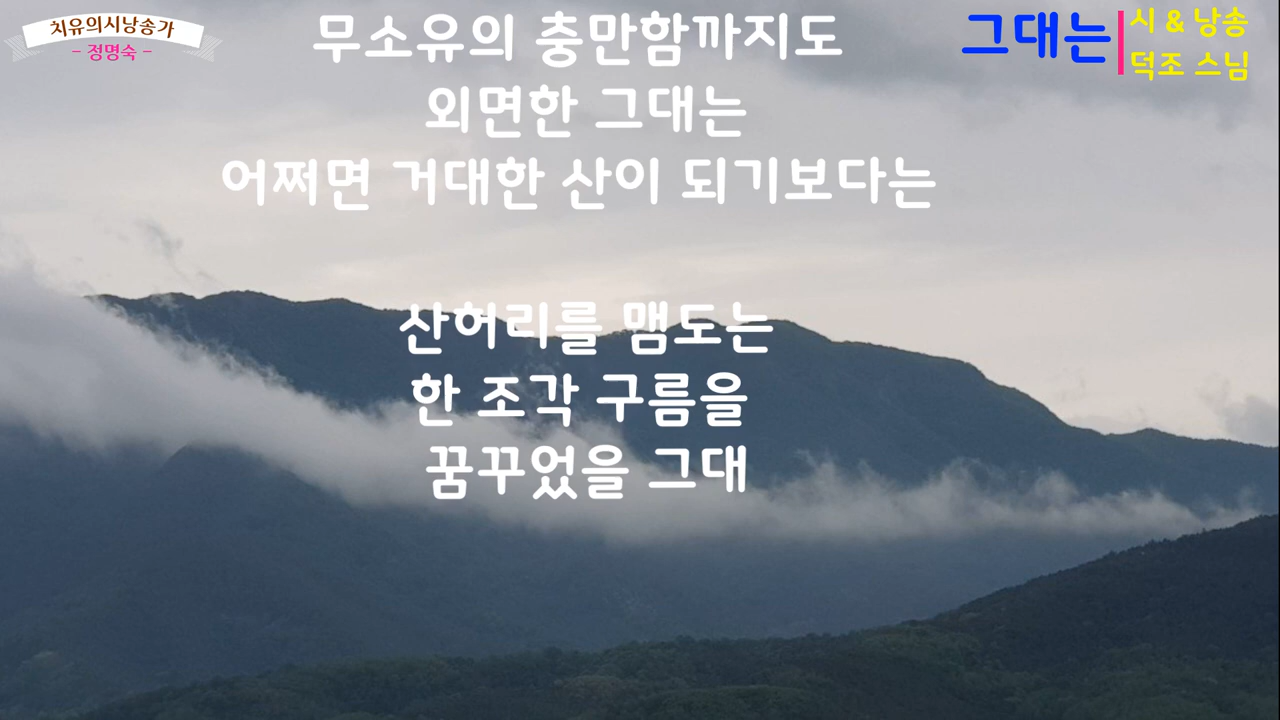 치유의시낭송가
- 정명숙 -
그대는
시 & 낭송
덕조 스님
무소유의 충만함까지도
외면한 그대는
어쩌면 거대한 산이 되기보다는
산허리를 맴도는
한 조각 구름을
꿈꾸었을 그대